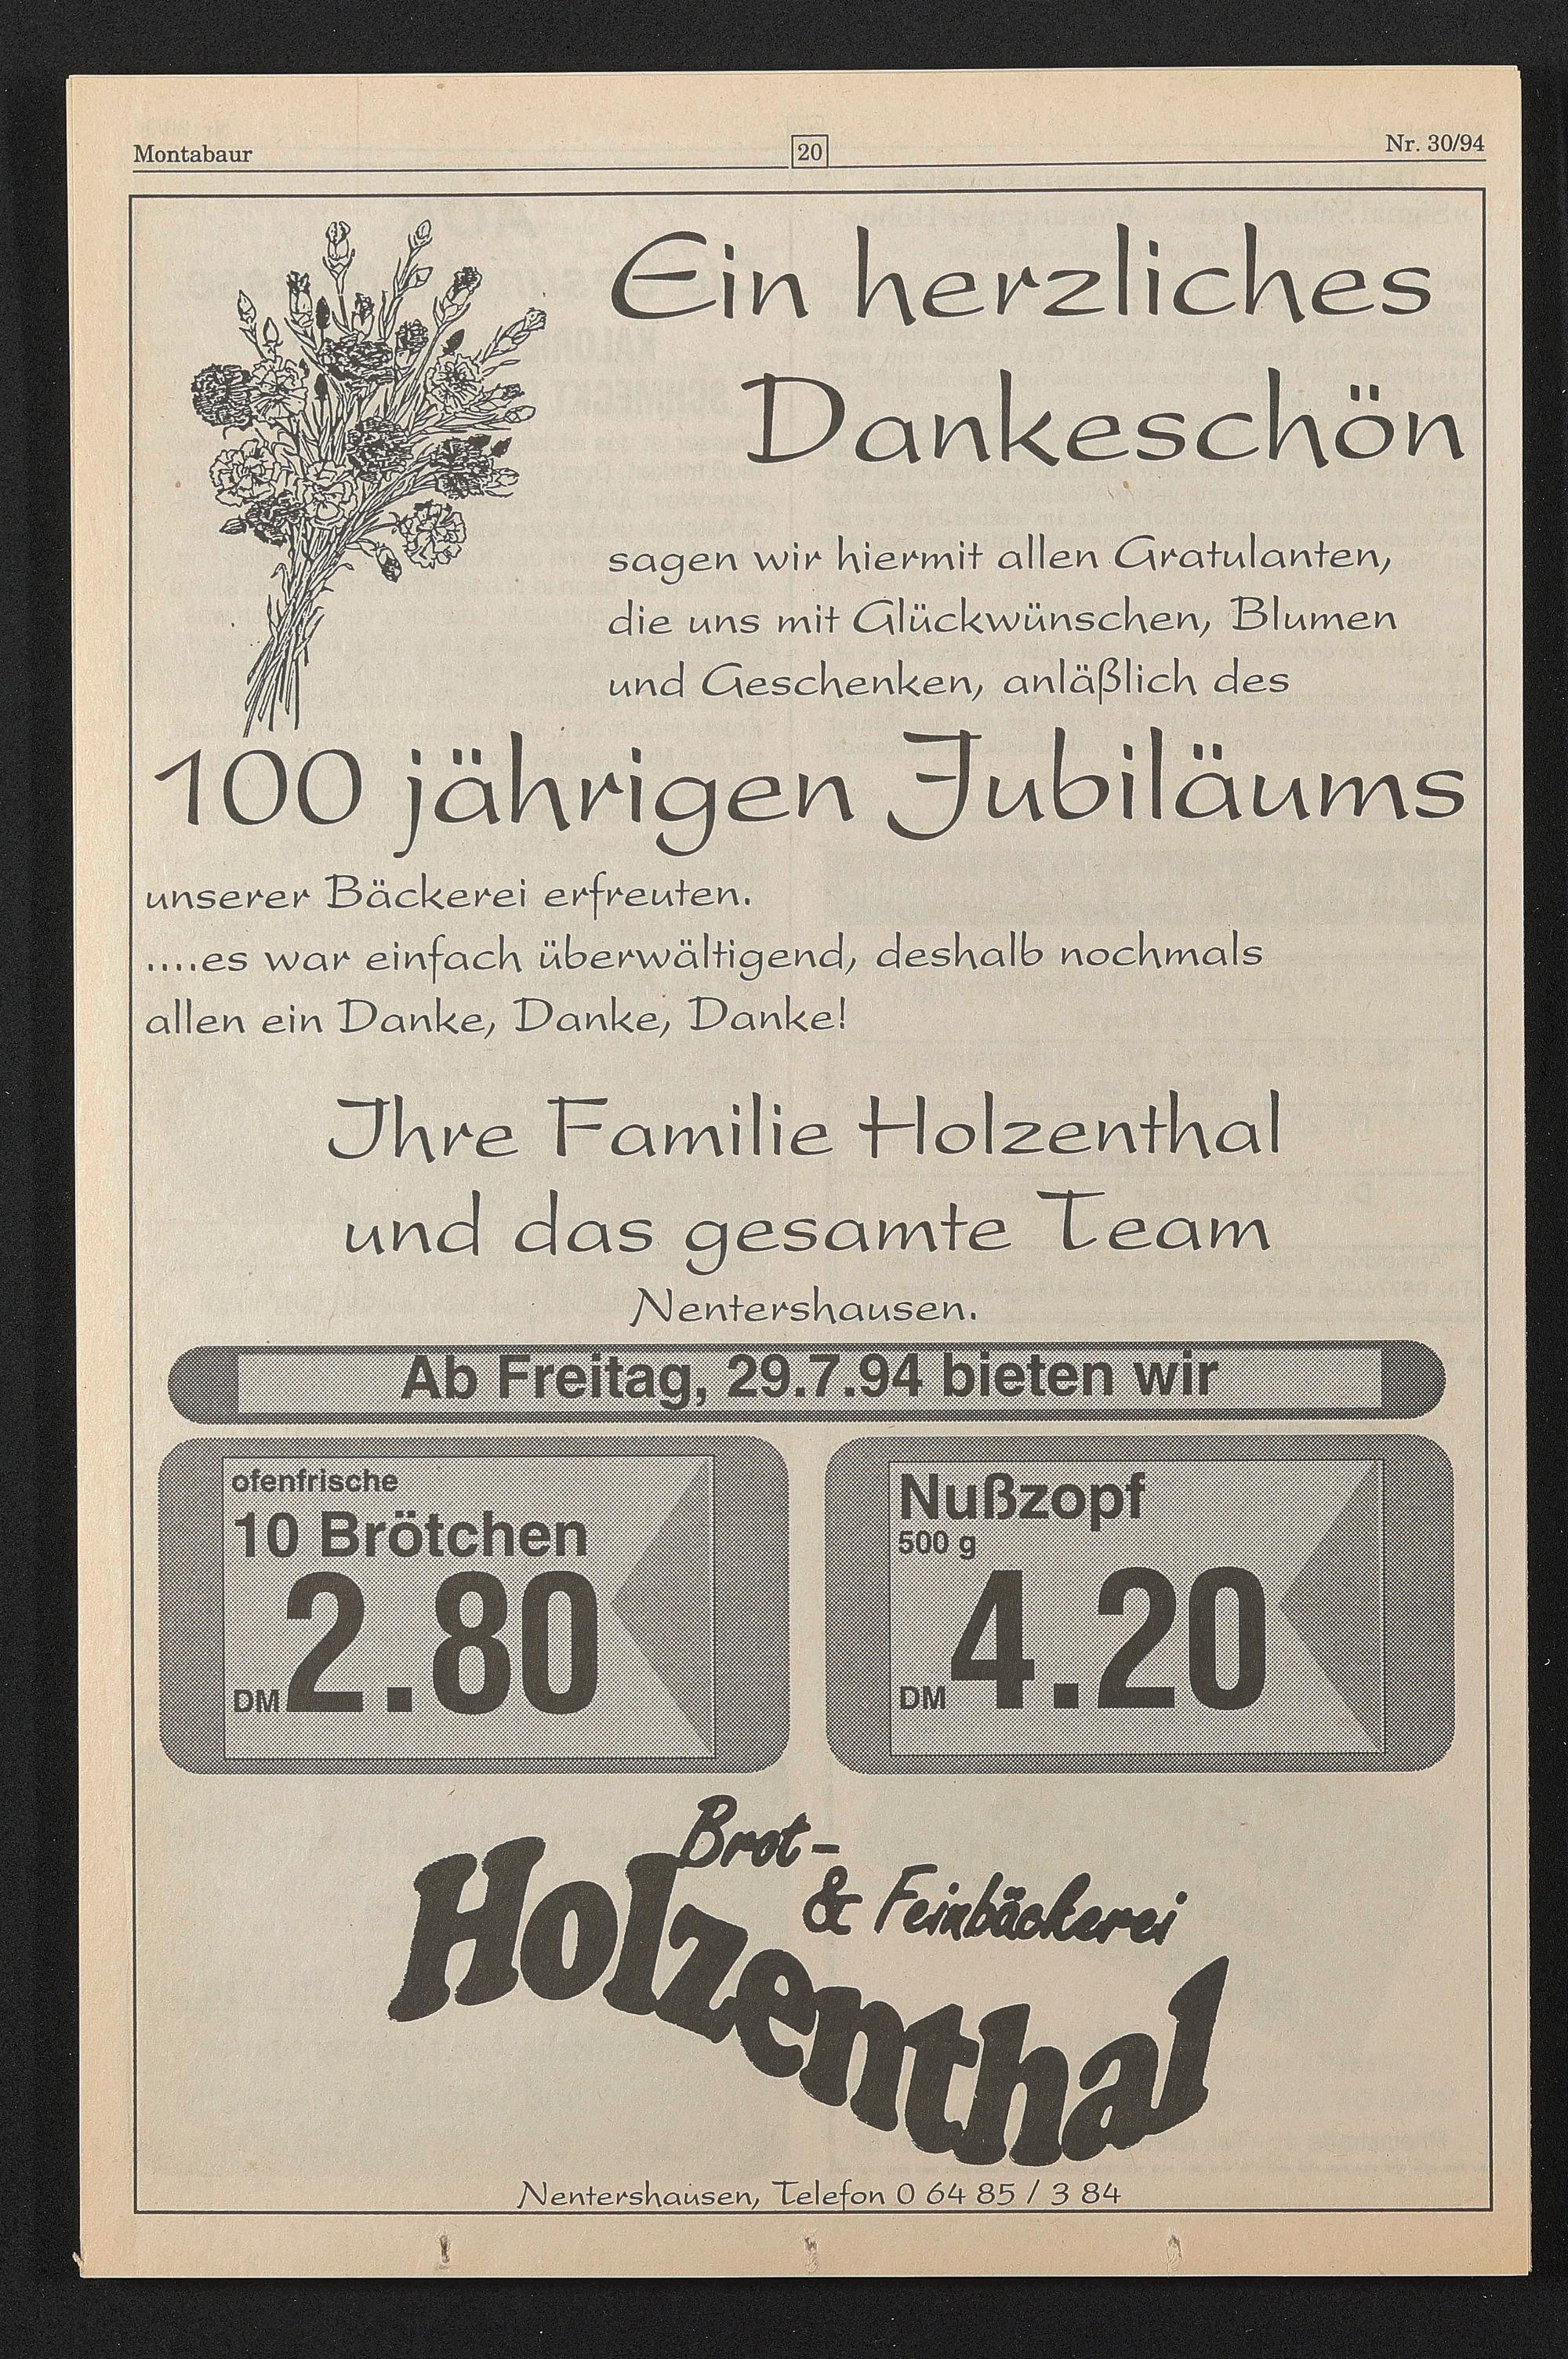 Montabaur
20
Nr. 30/94
Ein herzliches
Dankeschön
sagen wir hiermit allen Gratulanten,
die uns mit Glückwünschen, Blumen
und Geschenken, anläßlich des
100 jährigen Jubiläums
unserer Bäckerei erfreuten.
....es war einfach überwältigend, deshalb nochmals
allen ein Danke, Danke, Danke!
Ihre Familie Holzenthal
und das gesamte Team
Nentershausen.
Ab Freitag, 29.7.94 bieten wir
ofenfrische
10 Brötchen
DM 2.80
Nußzopf
500 g
DM 4.20
Brot-
& Feinbäckerei
Holzenthal
Nentershausen, Telefon 0 64 85 / 3 84